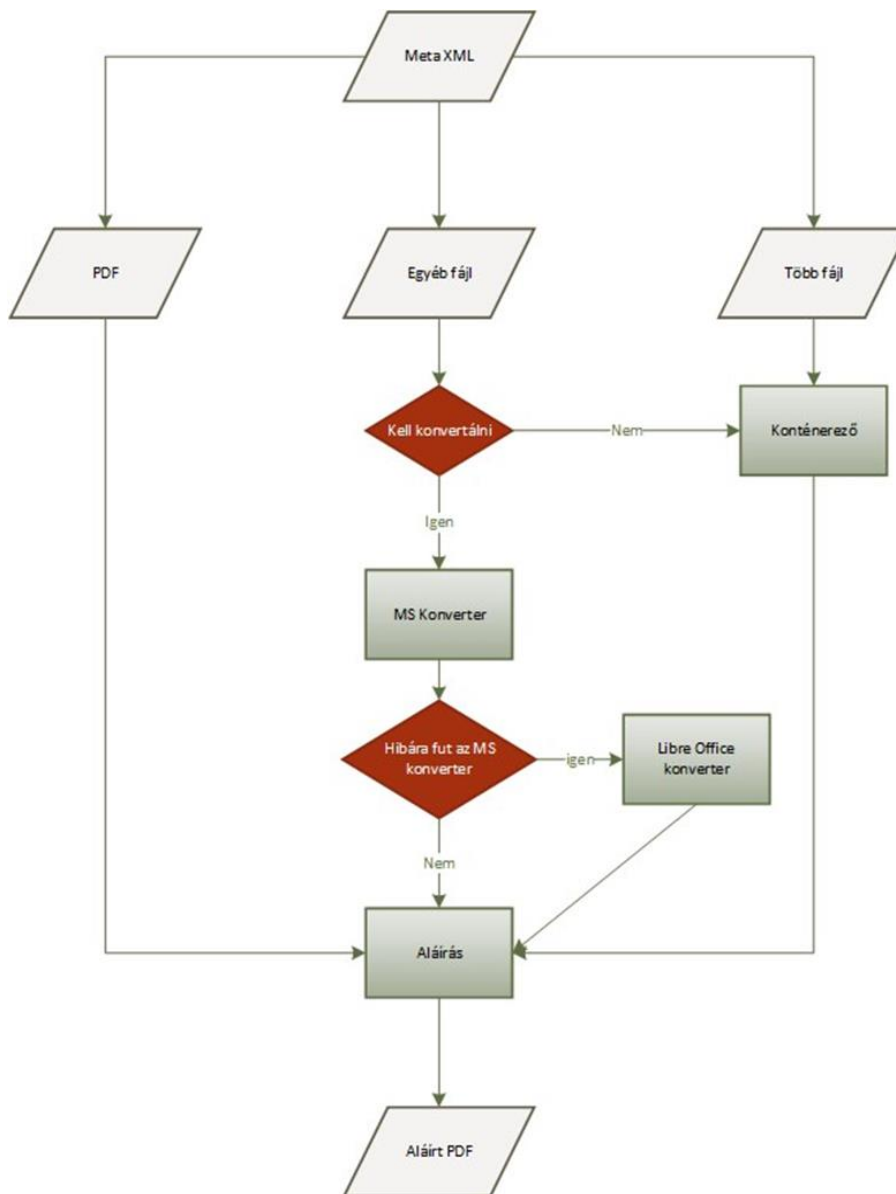 Meta XML
PDF
Egyéb fájl
Több fájl
Kell konvertálni
Nem
Konténerező
Igen
MS Konverter
Hibára fut az MS
konverter
igen
Libre Office
konverter
Nem
Aláírás
Aláírt PDF